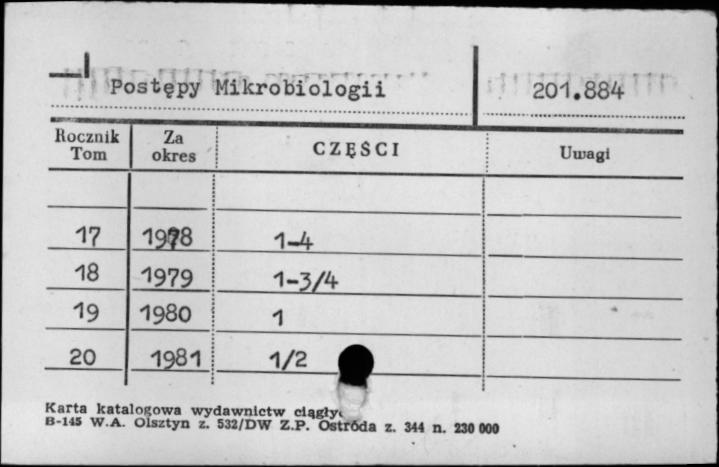 Postępy Mikrobiologii 201.884
Rocznik Tom Za okres CZĘŚCI Uwagi
17 1978 1-4
18 1979 1-3/4
19 1980 1
20 1981 1/2
Karta katalogowa wydawnictw
B-145 W.A. Olsztyn z. 532/DW Z.P. Ostróda z. 344 n. 230 000